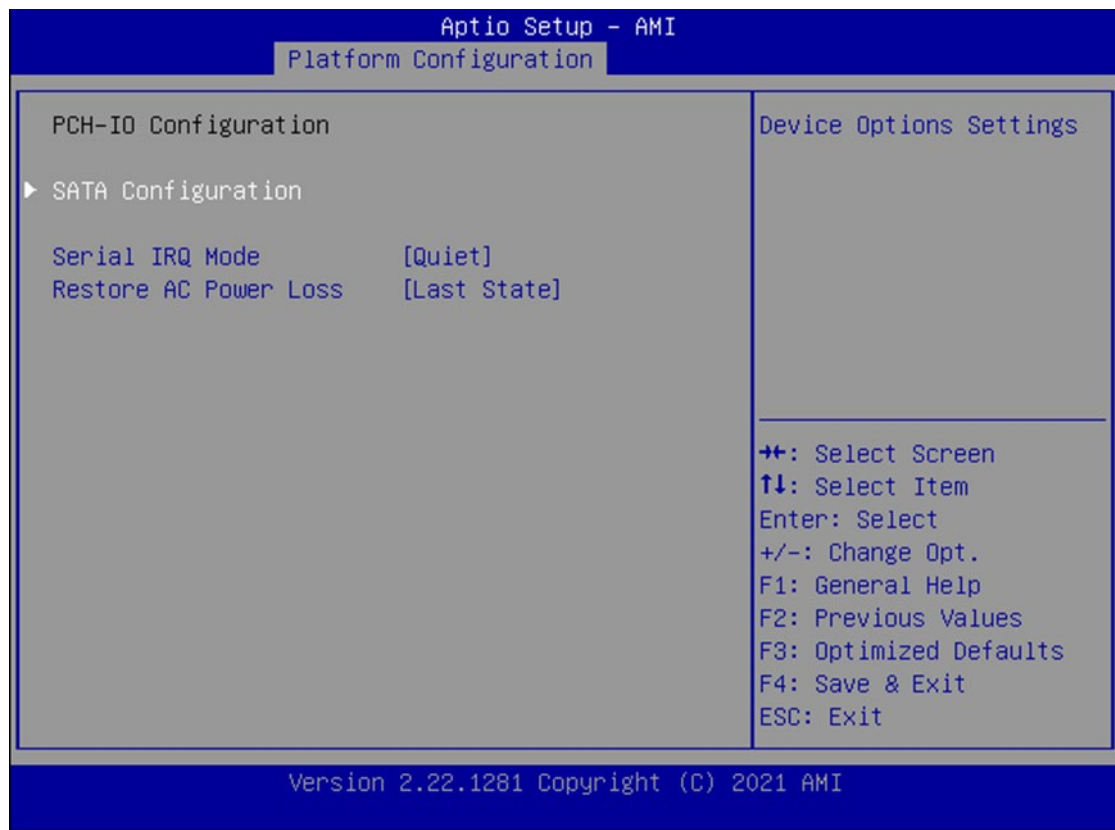 Aptio Setup – AMI
Platform Configuration
PCH-IO Configuration
Device Options Settings
▶ SATA Configuration
Serial IRQ Mode [Quiet]
Restore AC Power Loss [Last State]
→←: Select Screen
↑↓: Select Item
Enter: Select
+/-: Change Opt.
F1: General Help
F2: Previous Values
F3: Optimized Defaults
F4: Save & Exit
ESC: Exit
Version 2.22.1281 Copyright (C) 2021 AMI